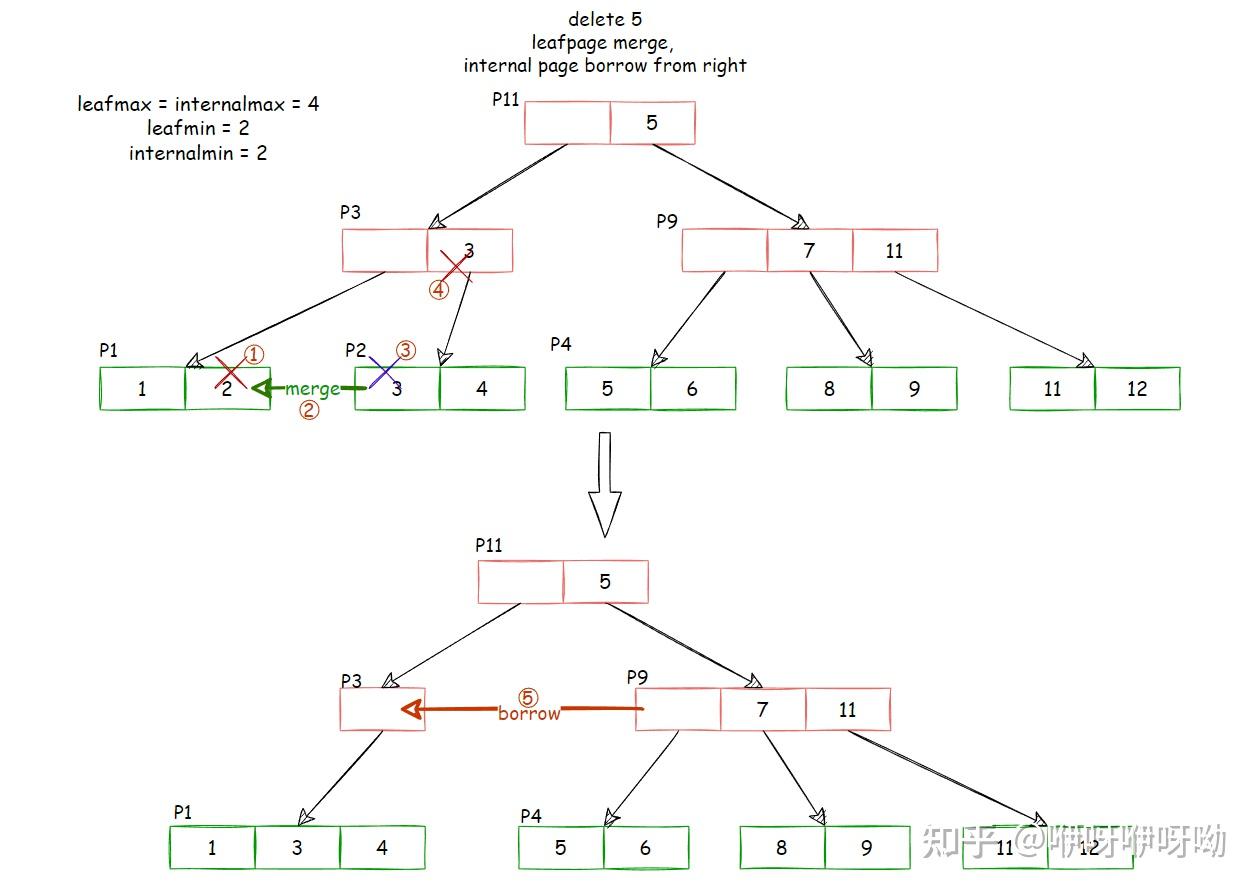 delete 5
leafpage merge,
internal page borrow from right
leafmax = internalmax = 4
leafmin = 2
internalmin = 2
P11
5
P3
3
④
P9
7 11
P1
1 2
①
merge
②
P2
③
3 4
P4
5 6
8 9
11 12
P11
5
P3
⑤
borrow
P9
7 11
P1
1 3 4
P4
5 6
8 9
11 12
知乎 @咿呀咿呀呦